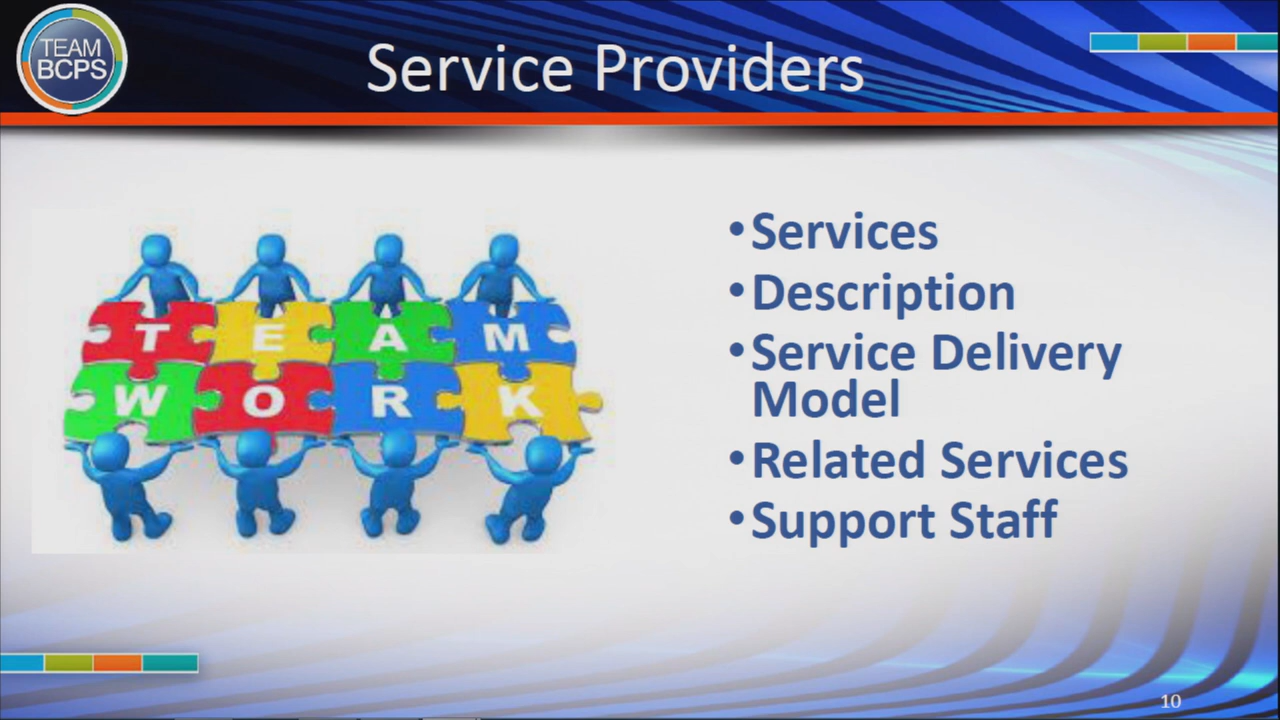 TEAM
BCPS
Service Providers
T E A M
W O R K
•Services
•Description
•Service Delivery
Model
•Related Services
•Support Staff
10